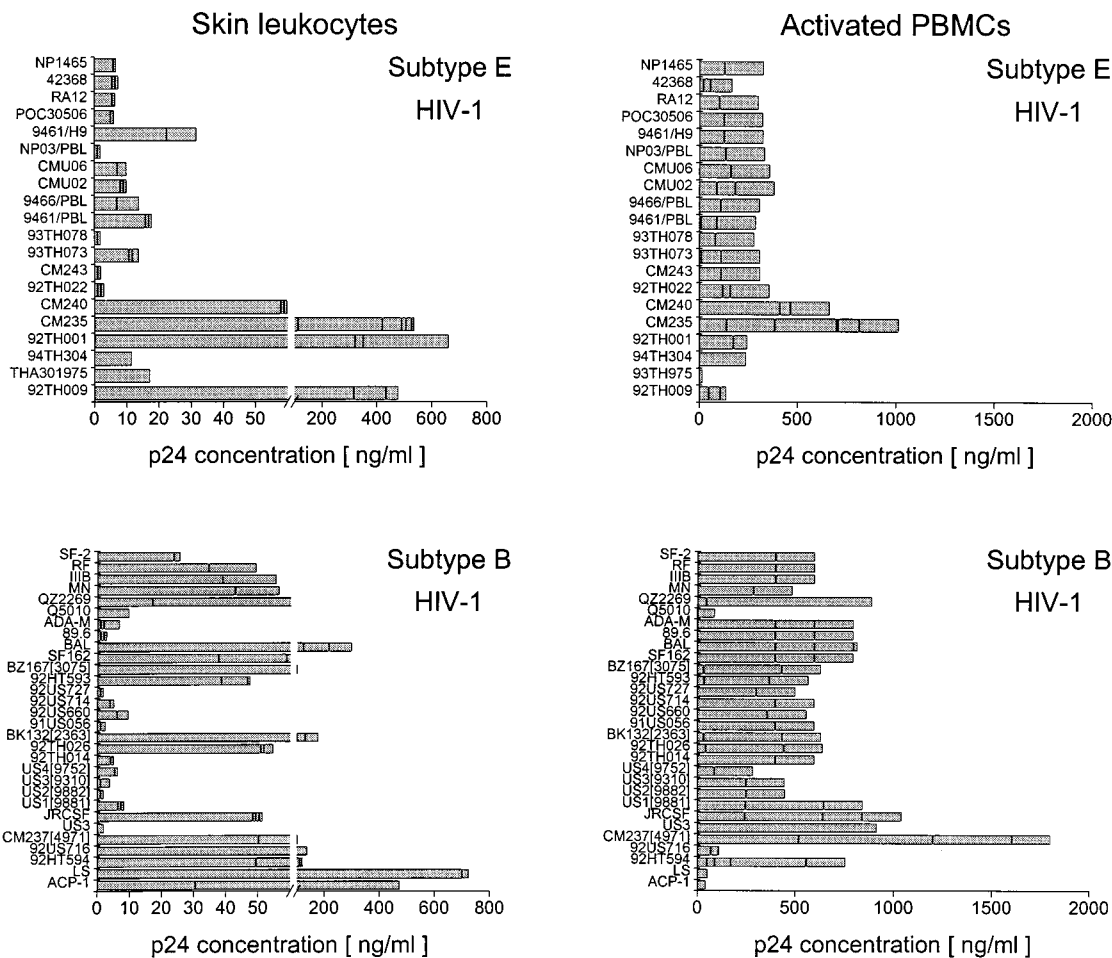 Skin leukocytes
Activated PBMCs
Subtype E
HIV-1
NP1465
42368
RA12
POC30506
9461/H9
NP03/PBL
CMU06
CMU02
9466/PBL
9461/PBL
93TH078
93TH073
CM243
92TH022
CM240
CM235
92TH001
94TH304
THA301975
92TH009
0 10 20 30 40 50 200 400 600 800
p24 concentration [ ng/ml ]
Subtype E
HIV-1
NP1465
42368
RA12
POC30506
9461/H9
NP03/PBL
CMU06
CMU02
9466/PBL
9461/PBL
93TH078
93TH073
CM243
92TH022
CM240
CM235
92TH001
94TH304
93TH975
92TH009
0 500 1000 1500 2000
p24 concentration [ ng/ml ]
Subtype B
HIV-1
SF-2
RF
IIIB
MN
QZ2269
Q5010
ADA-M
89.6
BAL
SF162
BZ167[3075]
92HT593
92US727
92US714
92US660
91US056
BK132[2363]
92TH026
92TH014
US4[9752]
US3[9310]
US2[9882]
US1[9881]
JRCSF
US3
CM237[4971]
92US716
92HT594
LS
ACP-1
0 10 20 30 40 50 200 400 600 800
p24 concentration [ ng/ml ]
Subtype B
HIV-1
SF-2
RF
IIIB
MN
QZ2269
Q5010
ADA-M
89.6
BAL
SF162
BZ167[3075]
92HT593
92US727
92US714
92US660
91US056
BK132[2363]
92TH026
92TH014
US4[9752]
US3[9310]
US2[9882]
US1[9881]
JRCSF
US3
CM237[4971]
92US716
92HT594
LS
ACP-1
0 500 1000 1500 2000
p24 concentration [ ng/ml ]